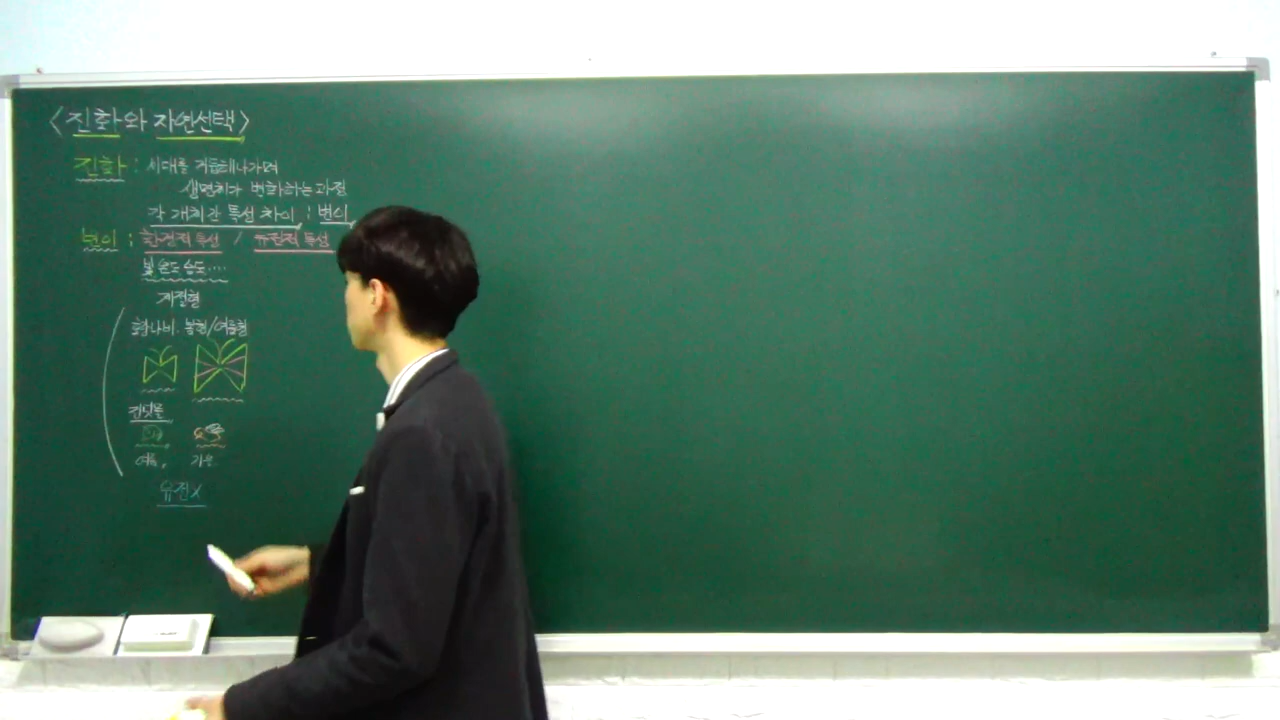 <진화와 자연선택>
진화 : 세대를 거듭해나가며
생명체가 변화하는 과정
각 개체간 특성 차이 : 변이
변이 : 환경적 특성 / 유전적 특성
빛 온도 습도....
계절형
호랑나비. 봄형/여름형
여름, 가을
유전X